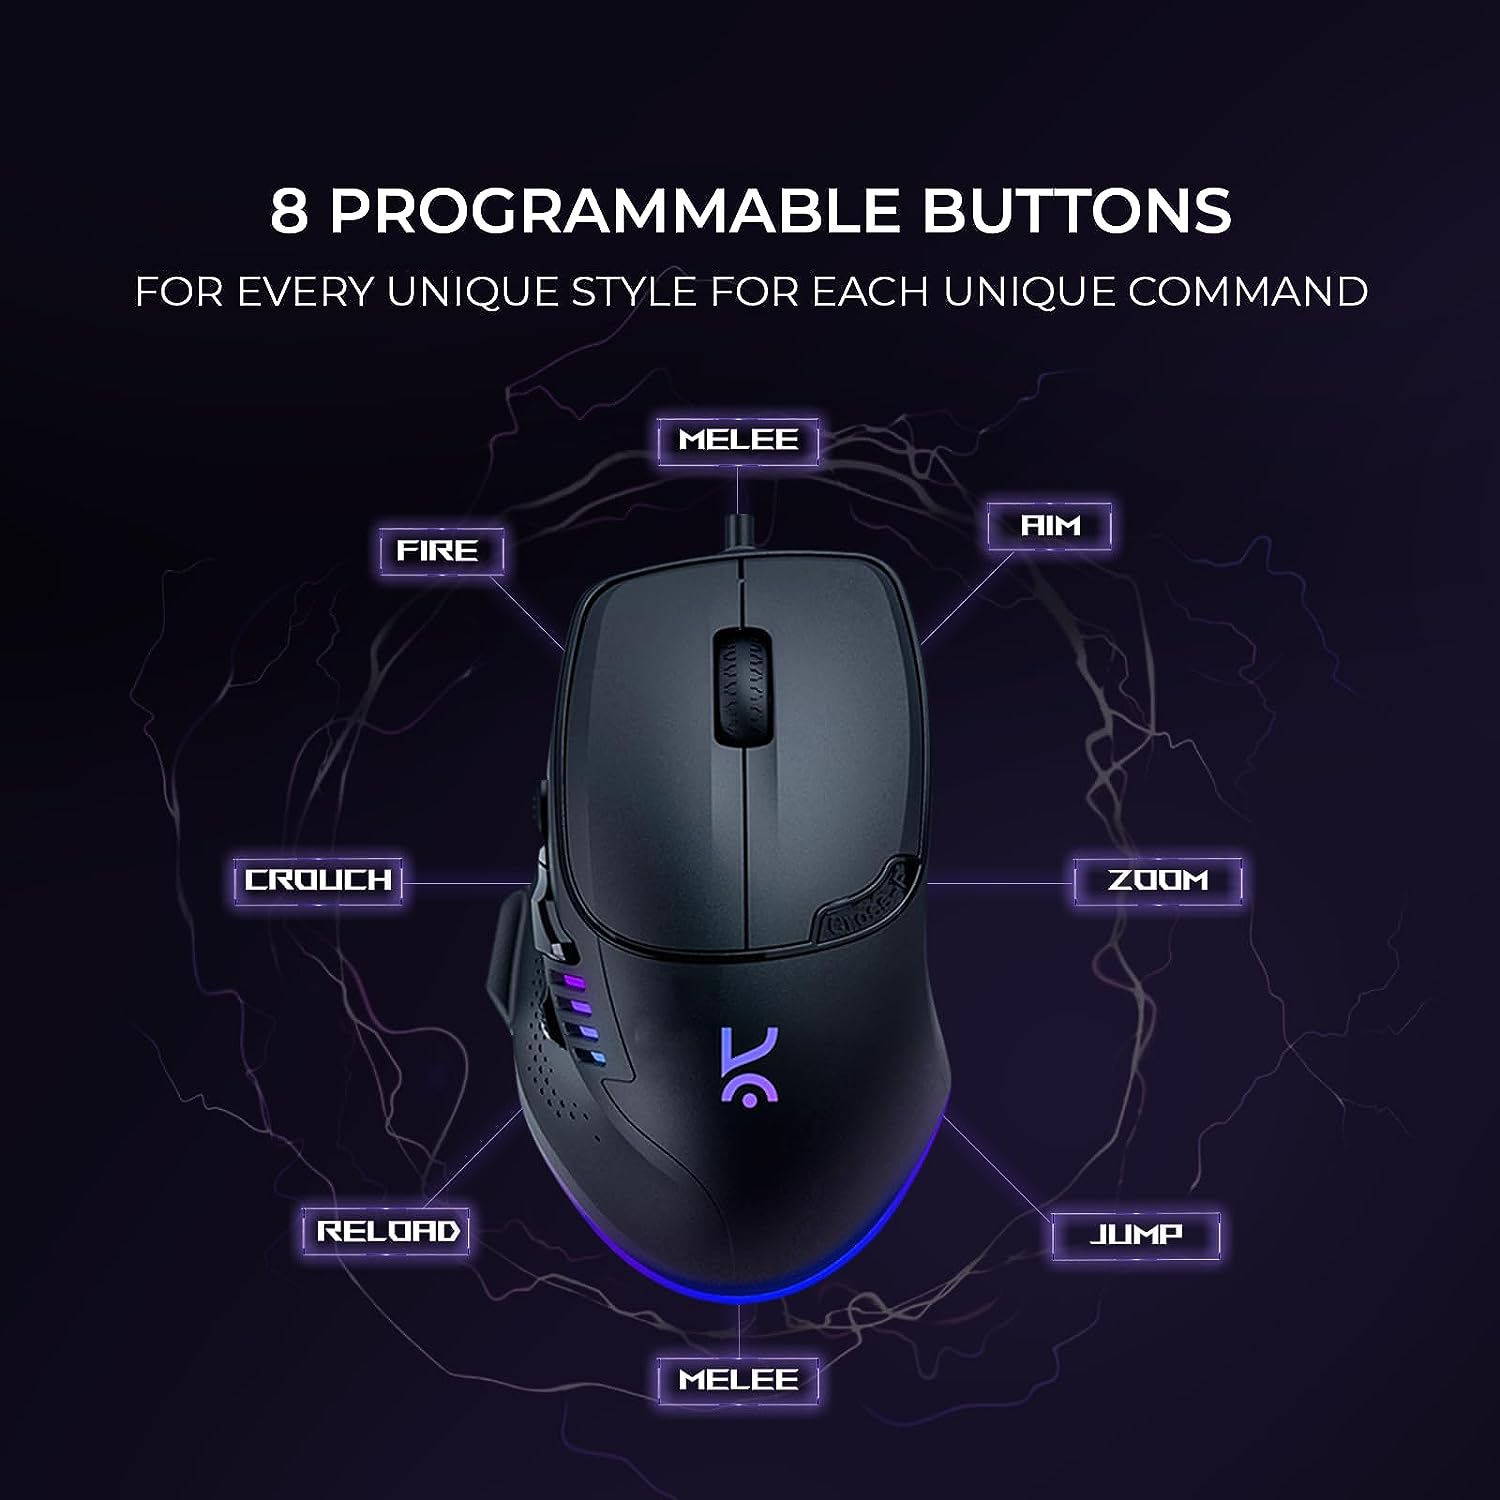 8 PROGRAMMABLE BUTTONS
FOR EVERY UNIQUE STYLE FOR EACH UNIQUE COMMAND
MELEE
FIRE
AIM
CROUCH
ZOOM
RELOAD
JUMP
MELEE